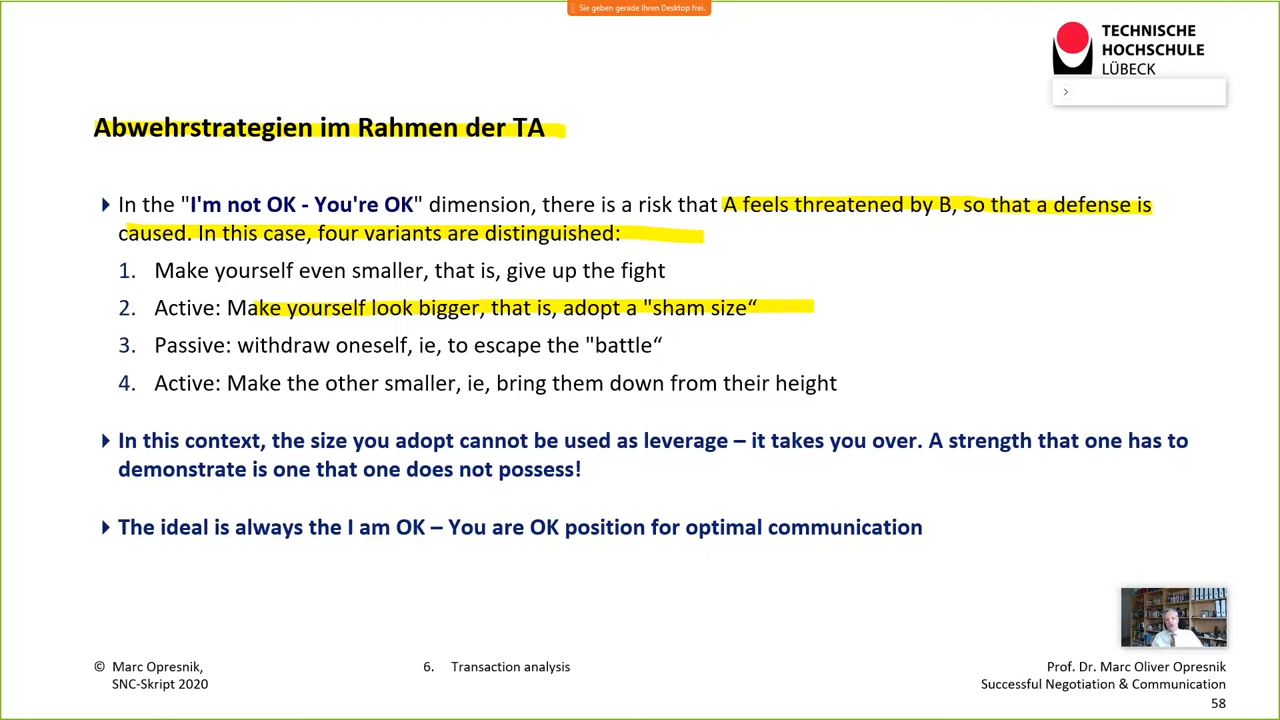 Sie geben gerade Ihren Desktop frei.
TECHNISCHE
HOCHSCHULE
LÜBECK
Abwehrstrategien im Rahmen der TA
In the "I'm not OK - You're OK" dimension, there is a risk that A feels threatened by B, so that a defense is
caused. In this case, four variants are distinguished:
1. Make yourself even smaller, that is, give up the fight
2. Active: Make yourself look bigger, that is, adopt a "sham size“
3. Passive: withdraw oneself, ie, to escape the "battle“
4. Active: Make the other smaller, ie, bring them down from their height
In this context, the size you adopt cannot be used as leverage – it takes you over. A strength that one has to
demonstrate is one that one does not possess!
The ideal is always the I am OK – You are OK position for optimal communication
© Marc Opresnik,
SNC-Skript 2020
6. Transaction analysis
Prof. Dr. Marc Oliver Opresnik
Successful Negotiation & Communication
58